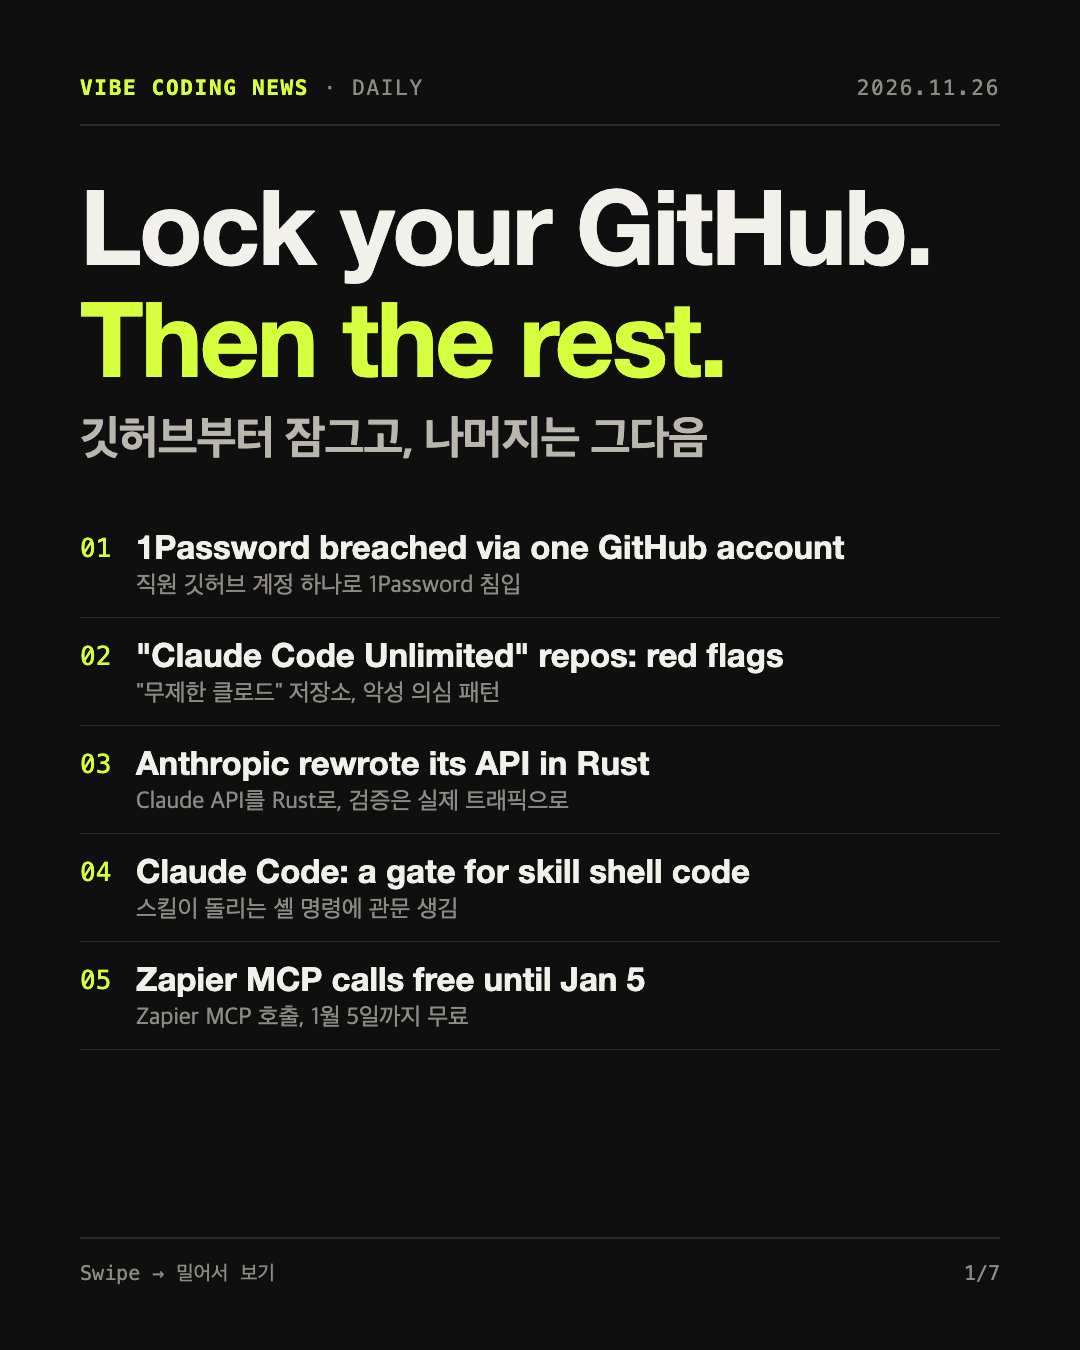 VIBE CODING NEWS · DAILY
2026.11.26
Lock your GitHub.
Then the rest.
깃허브부터 잠그고, 나머지는 그다음
01 1Password breached via one GitHub account
직원 깃허브 계정 하나로 1Password 침입
02 "Claude Code Unlimited" repos: red flags
"무제한 클로드" 저장소, 악성 의심 패턴
03 Anthropic rewrote its API in Rust
Claude API를 Rust로, 검증은 실제 트래픽으로
04 Claude Code: a gate for skill shell code
스킬이 돌리는 셸 명령에 관문 생김
05 Zapier MCP calls free until Jan 5
Zapier MCP 호출, 1월 5일까지 무료
Swipe → 밀어서 보기
1/7